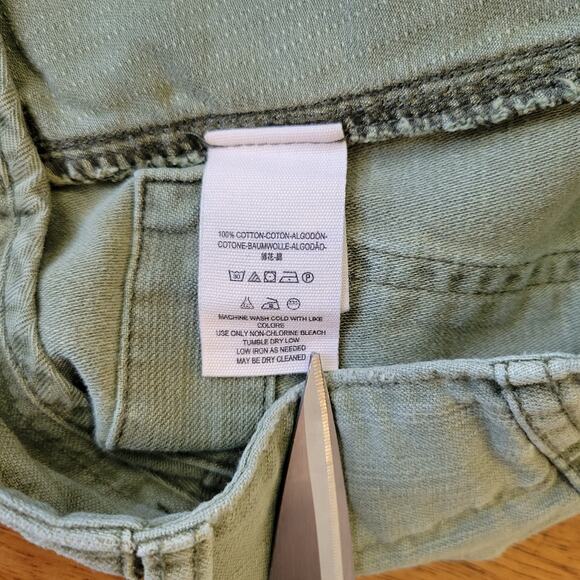 100% COTTON-COTON-ALGODÓN-
COTONE-BAUMWOLLE-ALGODÃO-
棉花-綿
MACHINE WASH COLD WITH LIKE
COLORS
USE ONLY NON-CHLORINE BLEACH
TUMBLE DRY LOW
LOW IRON AS NEEDED
MAY BE DRY CLEANED